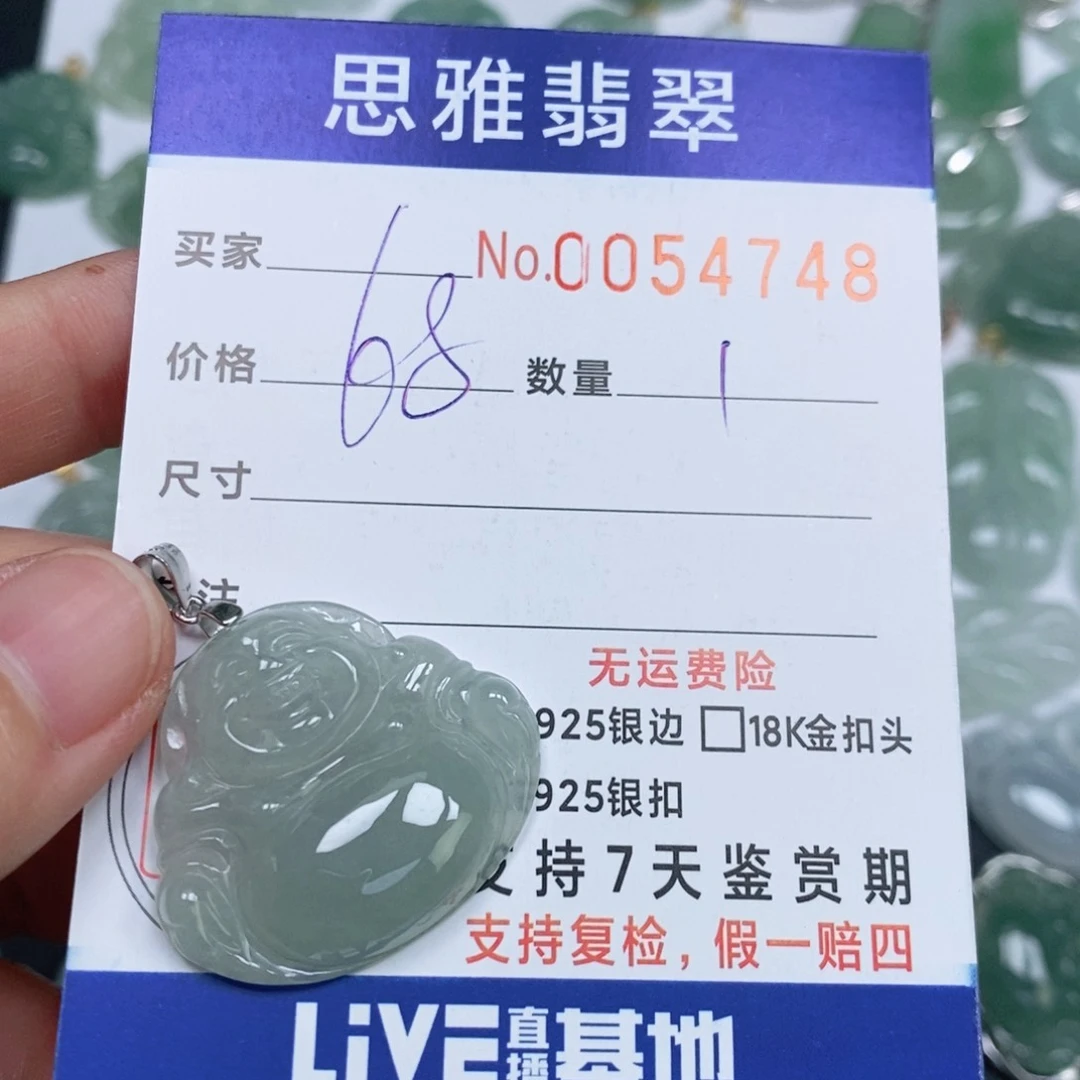 思雅翡翠
买家 No.0054748
价格 68 数量 1
尺寸
注
无运费险
925银边 □18K金扣头
925银扣
支持7天鉴赏期
支持复检,假一赔四
LiVE直播基地